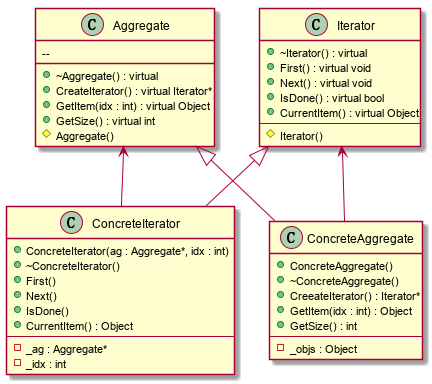 C Aggregate
--
~Aggregate() : virtual
CreateIterator() : virtual Iterator*
GetItem(idx : int) : virtual Object
GetSize() : virtual int
Aggregate()
C Iterator
~Iterator() : virtual
First() : virtual void
Next() : virtual void
IsDone() : virtual bool
CurrentItem() : virtual Object
Iterator()
C ConcreteIterator
ConcreteIterator(ag : Aggregate*, idx : int)
~ConcreteIterator()
First()
Next()
IsDone()
CurrentItem() : Object
_ag : Aggregate*
_idx : int
C ConcreteAggregate
ConcreteAggregate()
~ConcreteAggregate()
CreeateIterator() : Iterator*
GetItem(idx : int) : Object
GetSize() : int
_objs : Object